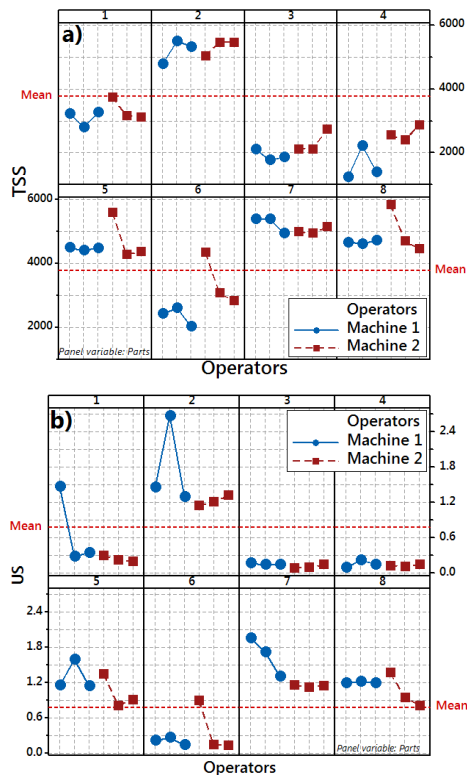 a)
1 2 3 4
6000
4000
2000
Mean
TSS
5 6 7 8
6000
4000
2000
Mean
Operators
Machine 1
Machine 2
Panel variable: Parts
Operators
b)
1 2 3 4
Operators
Machine 1
Machine 2
2.4
1.8
1.2
0.6
0.0
Mean
US
5 6 7 8
2.4
1.8
1.2
0.6
0.0
Mean
Panel variable: Parts
Operators